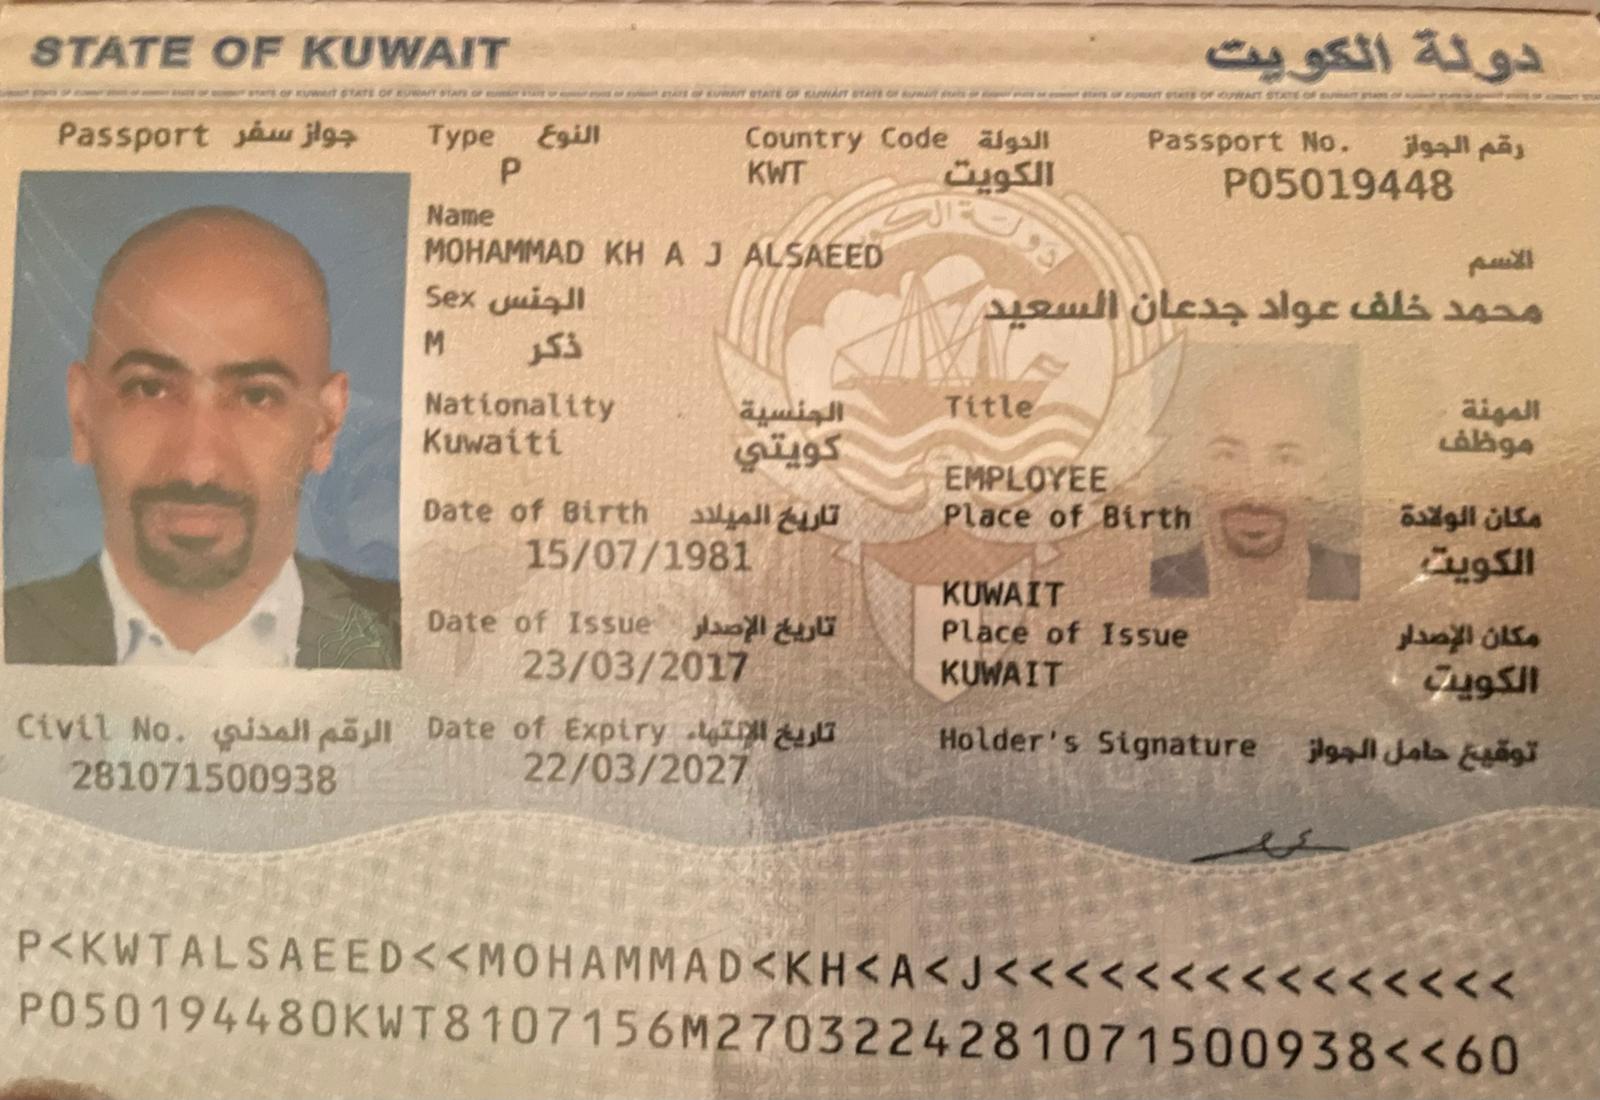 STATE OF KUWAIT دولة الكويت
Passport جواز سفر Type النوع Country Code الدولة Passport No. رقم الجواز
P KWT الكويت P05019448
Name
MOHAMMAD KH A J ALSAEED الاسم
Sex الجنس محمد خلف عواد جدعان السعيد
M ذكر
Nationality الجنسية Title المهنة
Kuwaiti كويتي موظف
EMPLOYEE
Date of Birth تاريخ الميلاد Place of Birth مكان الولادة
15/07/1981 الكويت
KUWAIT
Date of Issue تاريخ الإصدار Place of Issue مكان الإصدار
23/03/2017 KUWAIT الكويت
Civil No. الرقم المدني Date of Expiry تاريخ الإنتهاء Holder's Signature توقيع حامل الجواز
281071500938 22/03/2027
P<KWTALSAEED<<MOHAMMAD<KH<A<J<<<<<<<<<<<<<<<
P050194480KWT8107156M2703224281071500938<<60